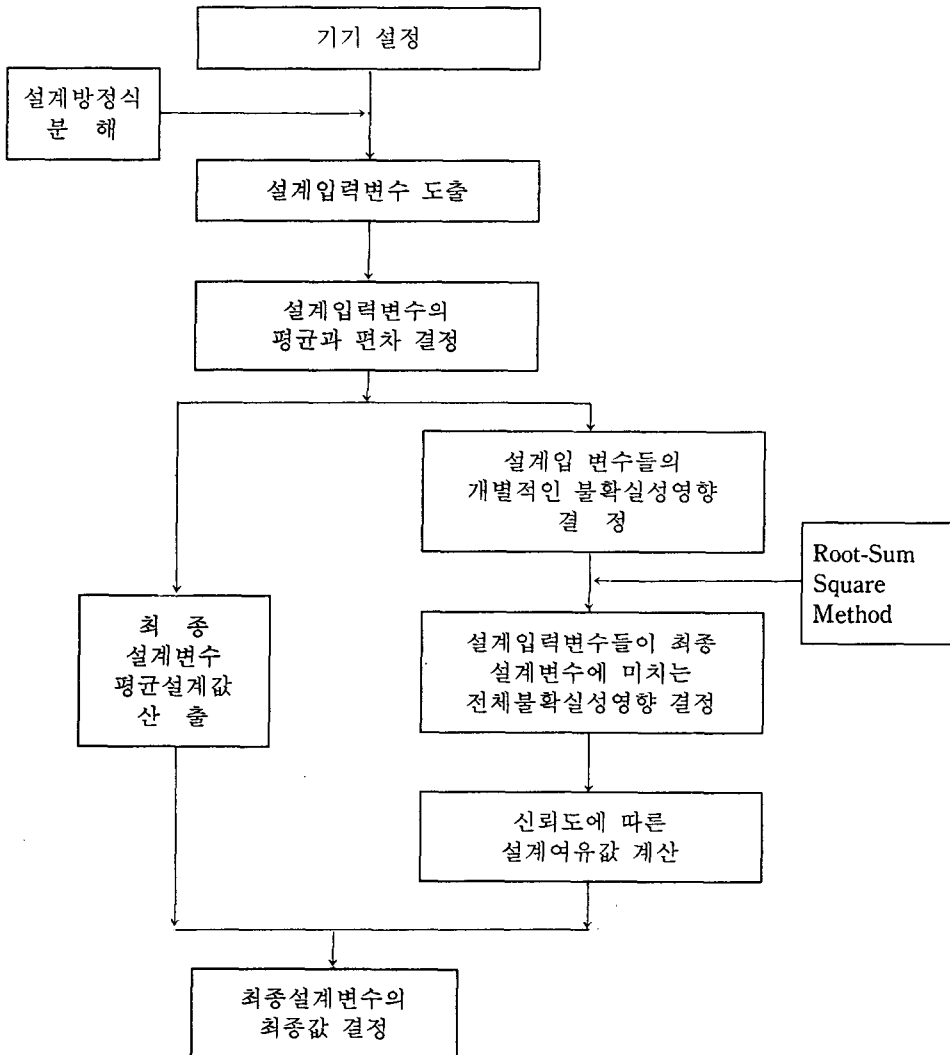 기기 설정
설계방정식
분 해
설계입력변수 도출
설계입력변수의
평균과 편차 결정
설계입 변수들의
개별적인 불확실성영향
결 정
Root-Sum
Square
Method
최 종
설계변수
평균설계값
산 출
설계입력변수들이 최종
설계변수에 미치는
전체불확실성영향 결정
신뢰도에 따른
설계여유값 계산
최종설계변수의
최종값 결정